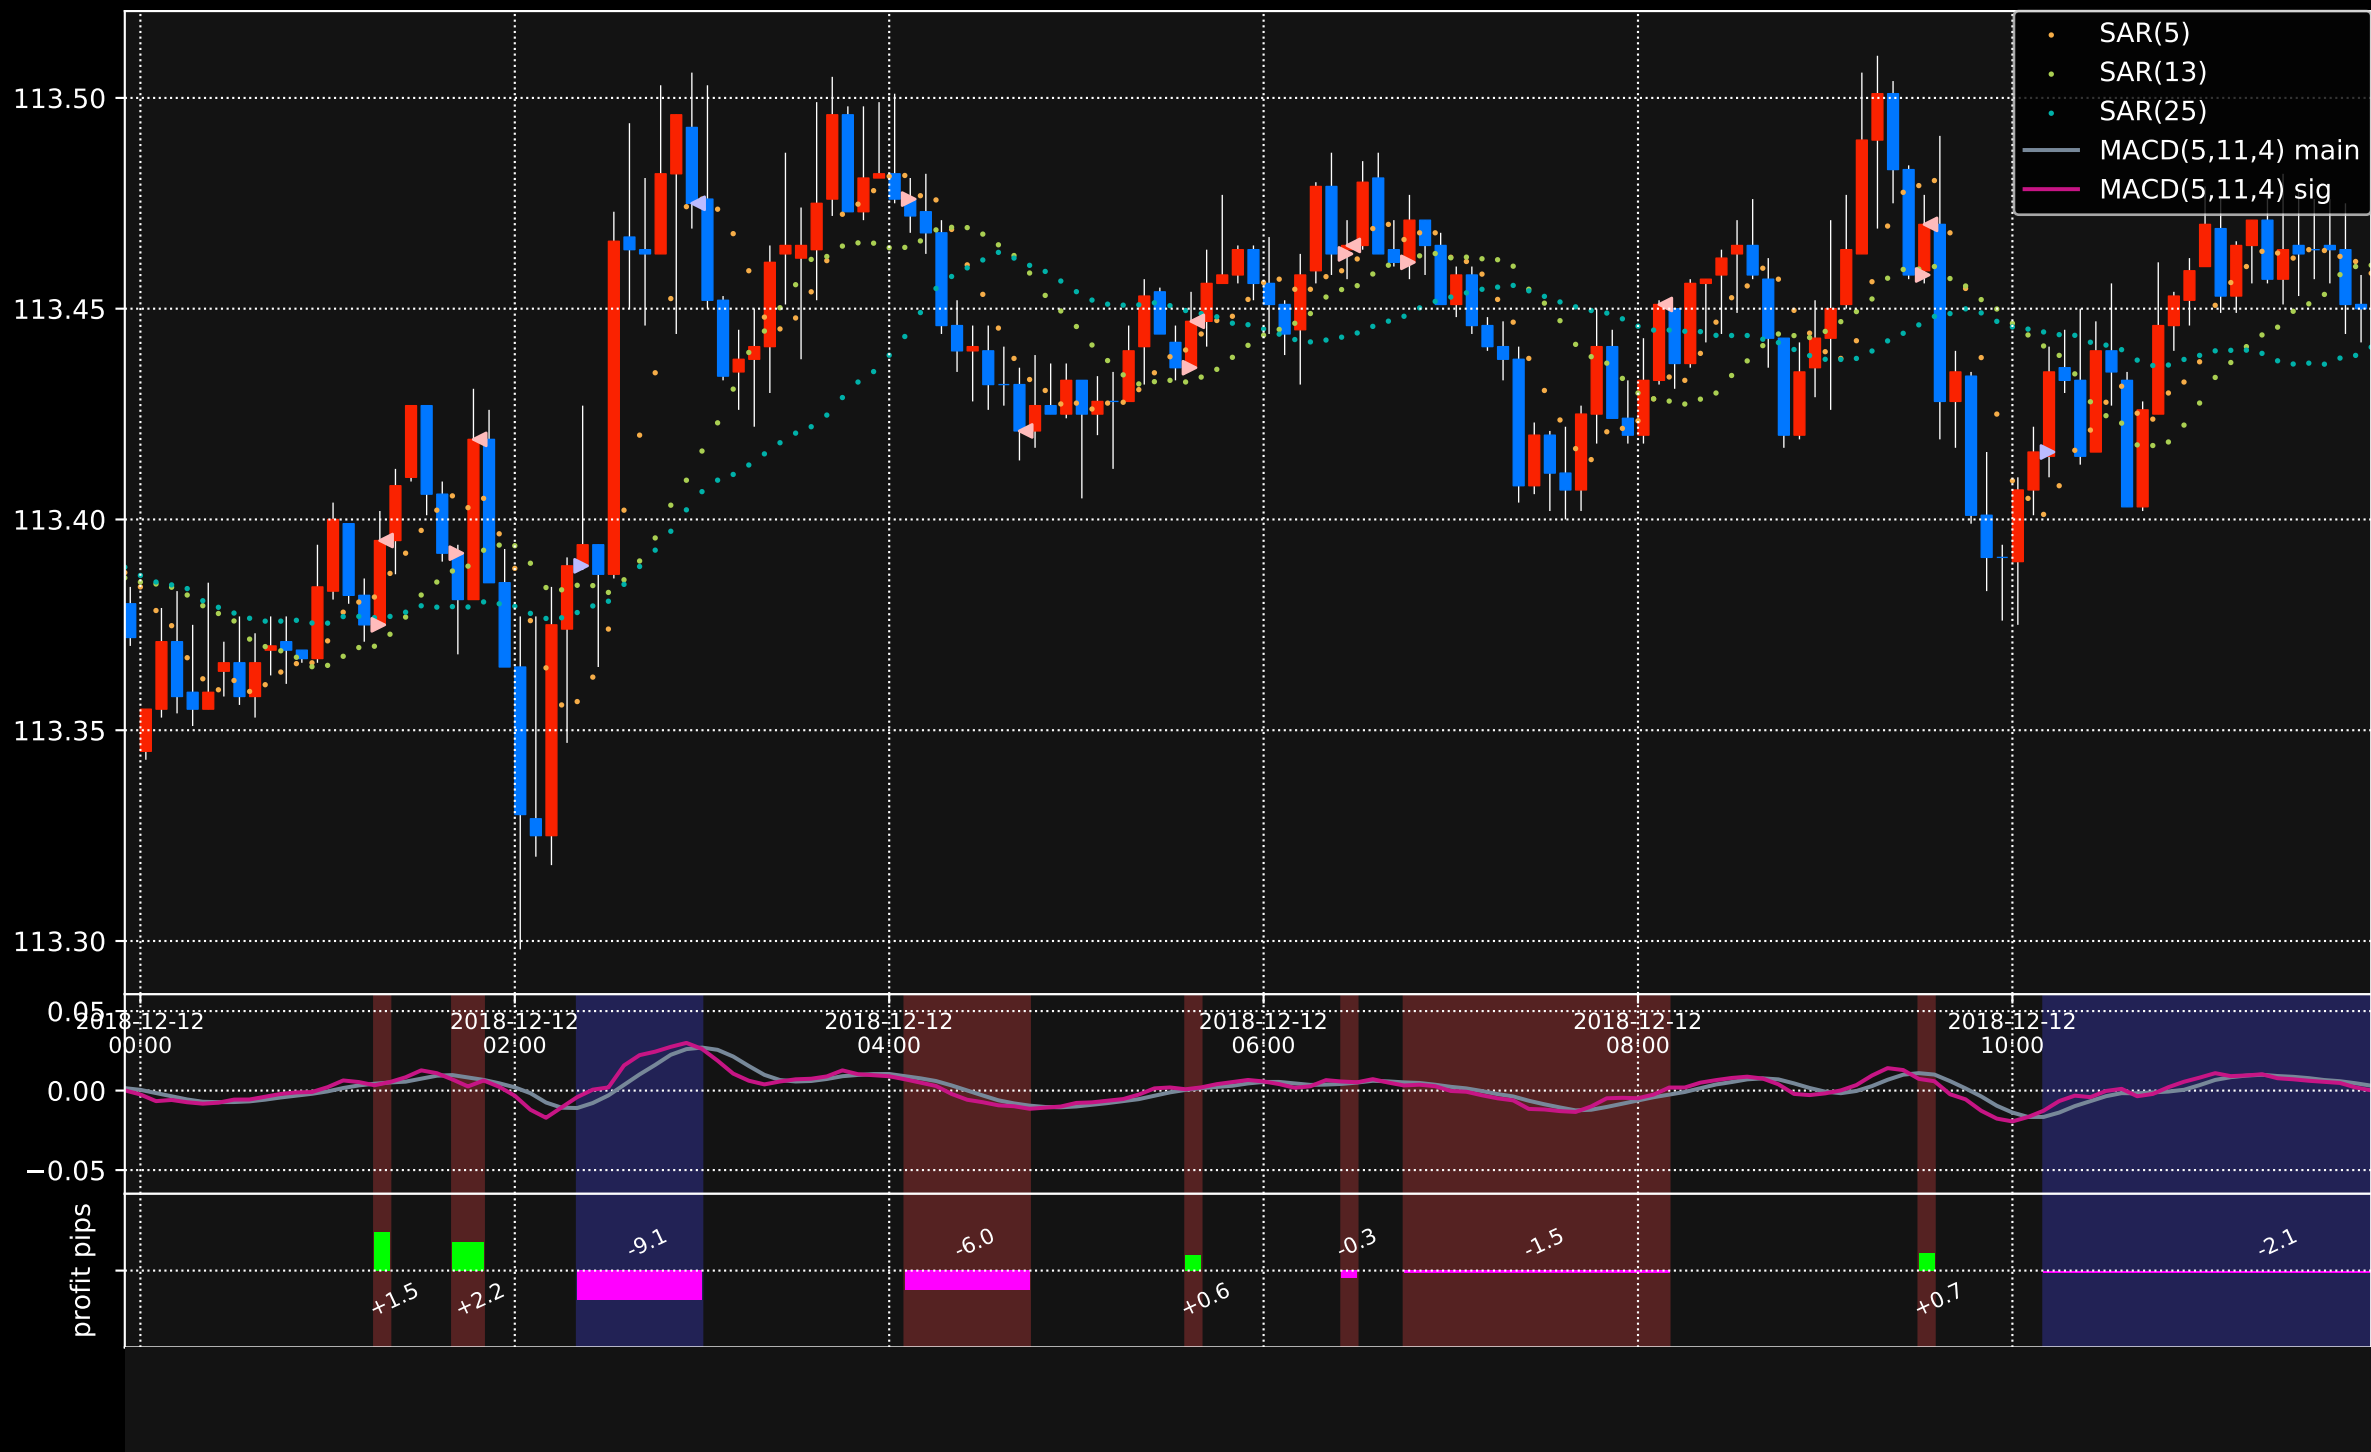 SAR(5)
SAR(13)
SAR(25)
MACD(5,11,4) main
MACD(5,11,4) sig
113.50
113.45
113.40
113.35
113.30
0.05
2018-12-12 2018-12-12 2018-12-12 2018-12-12 2018-12-12 2018-12-12
00:00 02:00 04:00 06:00 08:00 10:00
0.00
−0.05
profit pips
-9.1 -6.0 -0.3 -1.5 -2.1
+1.5 +2.2 +0.6 +0.7